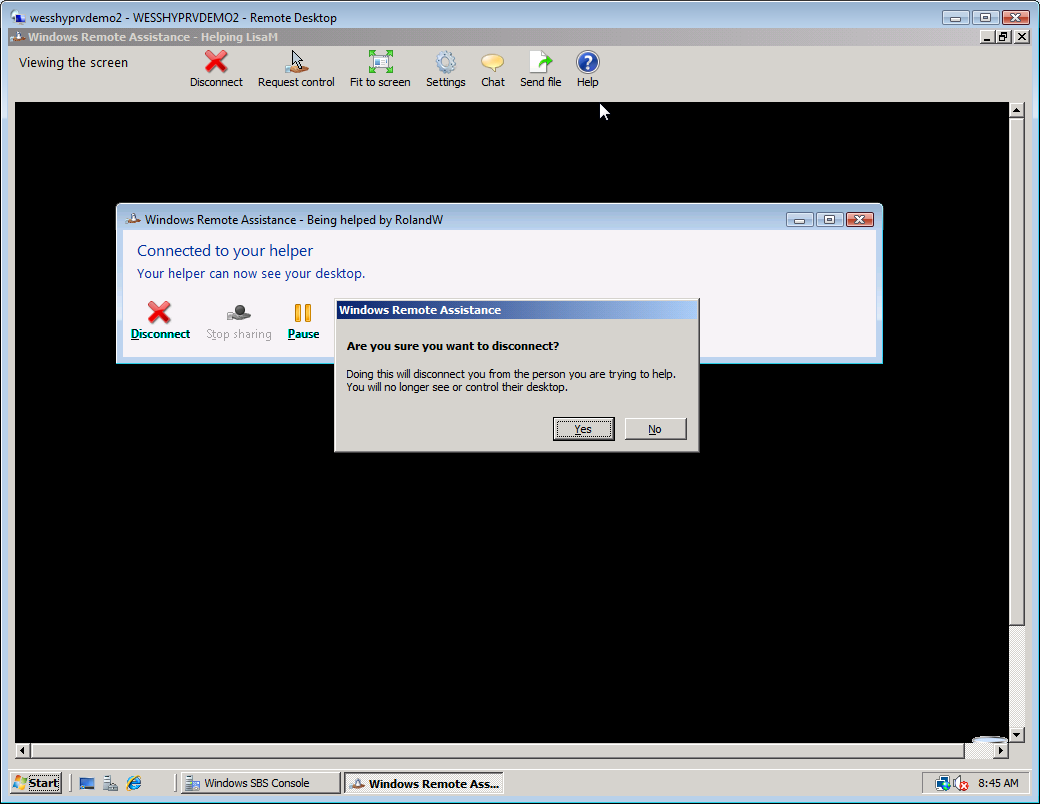 wesshyprvdemo2 - WESSHYPRVDEMO2 - Remote Desktop
Windows Remote Assistance - Helping LisaM
Viewing the screen
Disconnect Request control Fit to screen Settings Chat Send file Help
Windows Remote Assistance - Being helped by RolandW
Connected to your helper
Your helper can now see your desktop.
Disconnect Stop sharing Pause
Windows Remote Assistance
Are you sure you want to disconnect?
Doing this will disconnect you from the person you are trying to help.
You will no longer see or control their desktop.
Yes No
Start Windows SBS Console Windows Remote Ass... 8:45 AM